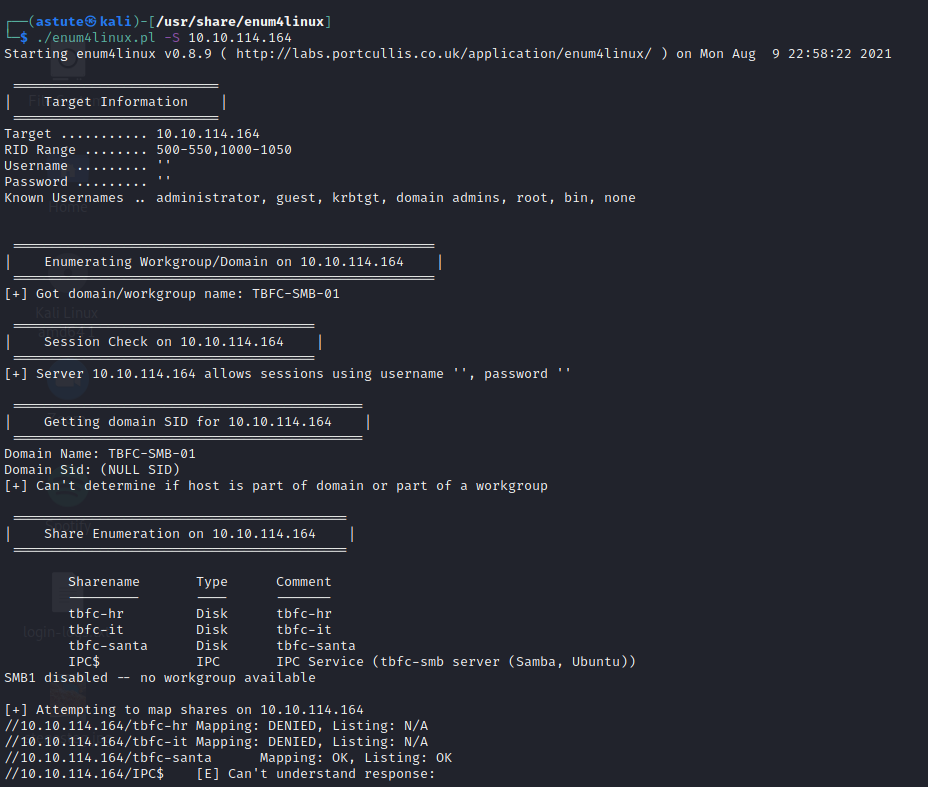 ┌──(astute㉿kali)-[/usr/share/enum4linux]
└─$ ./enum4linux.pl -S 10.10.114.164
Starting enum4linux v0.8.9 ( http://labs.portcullis.co.uk/application/enum4linux/ ) on Mon Aug  9 22:58:22 2021

 ==========================
|    Target Information    |
 ==========================
Target ........... 10.10.114.164
RID Range ........ 500-550,1000-1050
Username ......... ''
Password ......... ''
Known Usernames .. administrator, guest, krbtgt, domain admins, root, bin, none

Home

 =====================================================
|    Enumerating Workgroup/Domain on 10.10.114.164    |
 =====================================================
[+] Got domain/workgroup name: TBFC-SMB-01
Kali Linux

 ======================================
|    Session Check on 10.10.114.164    |
 ======================================
[+] Server 10.10.114.164 allows sessions using username '', password ''

 ============================================
|    Getting domain SID for 10.10.114.164    |
 ============================================
Domain Name: TBFC-SMB-01
Domain Sid: (NULL SID)
[+] Can't determine if host is part of domain or part of a workgroup

 ==========================================
|    Share Enumeration on 10.10.114.164    |
 ==========================================

        Sharename       Type      Comment
        ---------       ----      -------
        tbfc-hr         Disk      tbfc-hr
        tbfc-it         Disk      tbfc-it
        tbfc-santa      Disk      tbfc-santa
        IPC$            IPC       IPC Service (tbfc-smb server (Samba, Ubuntu))
SMB1 disabled -- no workgroup available

[+] Attempting to map shares on 10.10.114.164
//10.10.114.164/tbfc-hr Mapping: DENIED, Listing: N/A
//10.10.114.164/tbfc-it Mapping: DENIED, Listing: N/A
//10.10.114.164/tbfc-santa      Mapping: OK, Listing: OK
//10.10.114.164/IPC$    [E] Can't understand response: